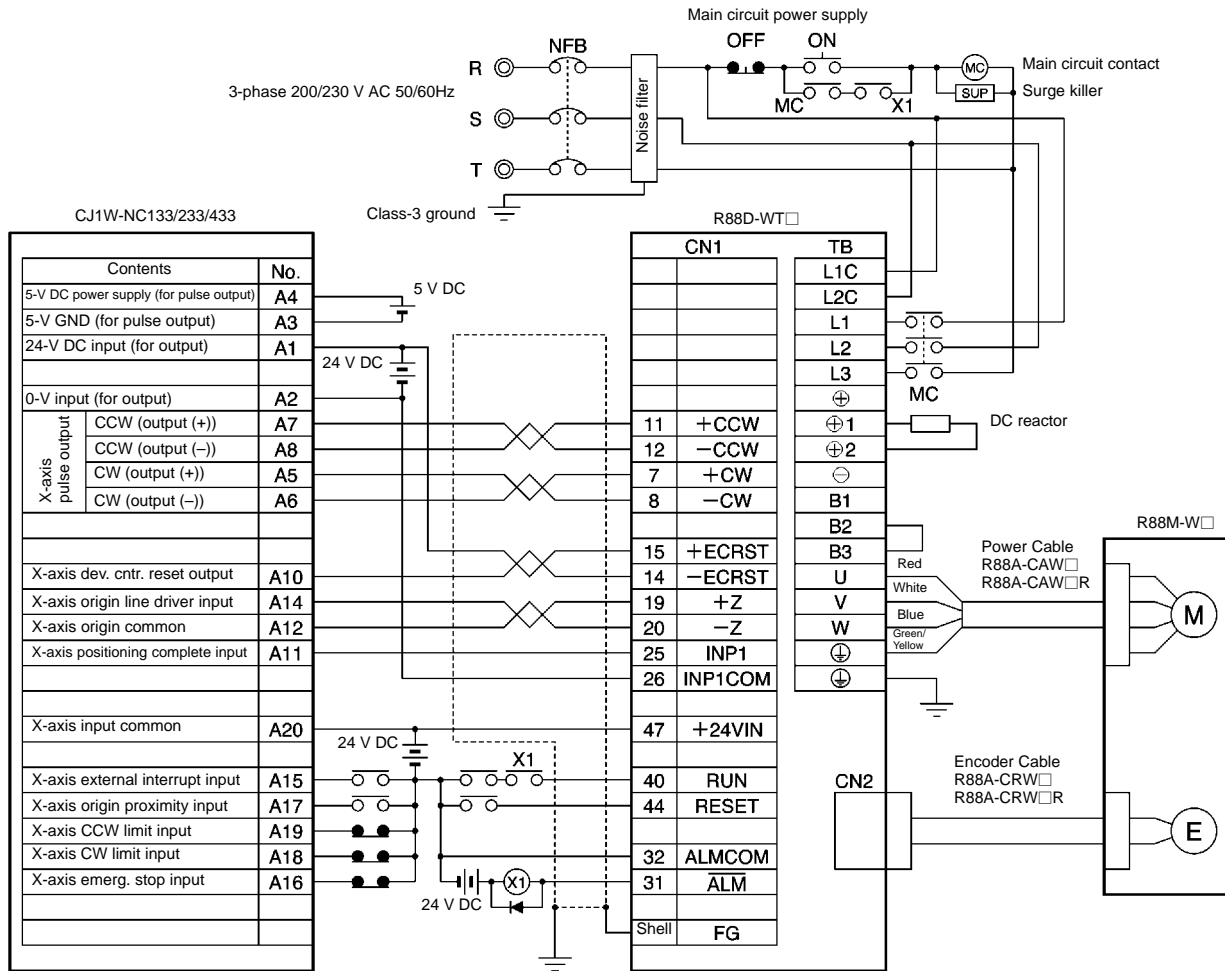 Main circuit power supply
OFF ON
NFB
R
MC
Main circuit contact
3-phase 200/230 V AC 50/60Hz
MC X1
SUP
Surge killer
S
Noise filter
T
Class-3 ground
CJ1W-NC133/233/433
R88D-WT□
Contents No.
5-V DC power supply (for pulse output) A4
5-V GND (for pulse output) A3
24-V DC input (for output) A1
0-V input (for output) A2
X-axis pulse output
CCW (output (+)) A7
CCW (output (–)) A8
CW (output (+)) A5
CW (output (–)) A6
X-axis dev. cntr. reset output A10
X-axis origin line driver input A14
X-axis origin common A12
X-axis positioning complete input A11
X-axis input common A20
X-axis external interrupt input A15
X-axis origin proximity input A17
X-axis CCW limit input A19
X-axis CW limit input A18
X-axis emerg. stop input A16
5 V DC
24 V DC
24 V DC
X1
X1
24 V DC
CN1
11 +CCW
12 −CCW
7 +CW
8 −CW
15 +ECRST
14 −ECRST
19 +Z
20 −Z
25 INP1
26 INP1COM
47 +24VIN
40 RUN
44 RESET
32 ALMCOM
31 ALM
Shell FG
TB
L1C
L2C
L1
L2
L3
⊕
⊕1
⊕2
⊖
B1
B2
B3
U
V
W
CN2
MC
DC reactor
Red
White
Blue
Green/
Yellow
Power Cable
R88A-CAW□
R88A-CAW□R
R88M-W□
M
Encoder Cable
R88A-CRW□
R88A-CRW□R
E